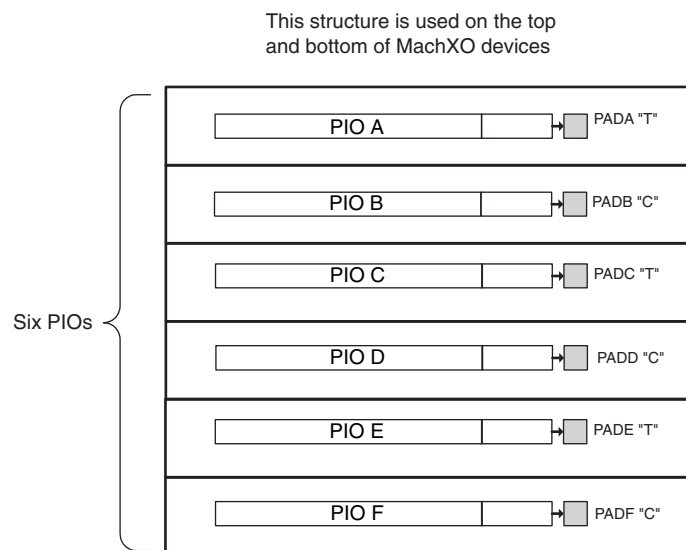 This structure is used on the top
and bottom of MachXO devices
PIO A
PADA "T"
PIO B
PADB "C"
PIO C
PADC "T"
Six PIOs
PIO D
PADD "C"
PIO E
PADE "T"
PIO F
PADF "C"